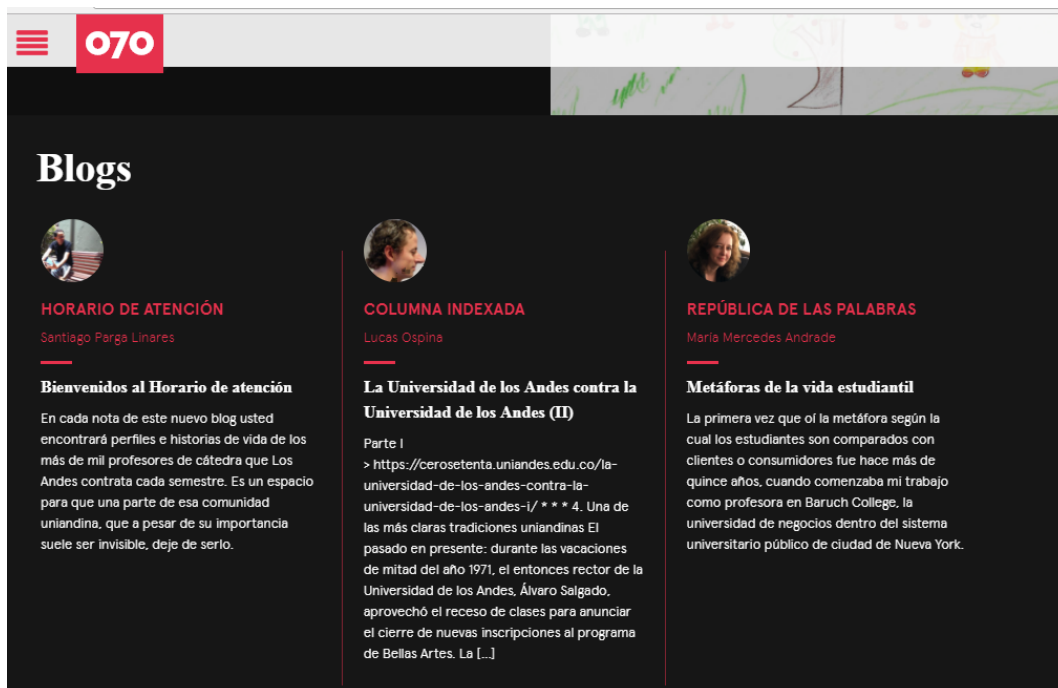 070
Blogs
HORARIO DE ATENCIÓN
Santiago Parga Linares
Bienvenidos al Horario de atención
En cada nota de este nuevo blog usted
encontrará perfiles e historias de vida de los
más de mil profesores de cátedra que Los
Andes contrata cada semestre. Es un espacio
para que una parte de esa comunidad
uniandina, que a pesar de su importancia
suele ser invisible, deje de serlo.
COLUMNA INDEXADA
Lucas Ospina
La Universidad de los Andes contra la
Universidad de los Andes (II)
Parte I
> https://cerosetenta.uniandes.edu.co/la-
universidad-de-los-andes-contra-la-
universidad-de-los-andes-i/ * * * 4. Una de
las más claras tradiciones uniandinas El
pasado en presente: durante las vacaciones
de mitad del año 1971, el entonces rector de la
Universidad de los Andes, Álvaro Salgado,
aprovechó el receso de clases para anunciar
el cierre de nuevas inscripciones al programa
de Bellas Artes. La [...]
REPÚBLICA DE LAS PALABRAS
María Mercedes Andrade
Metáforas de la vida estudiantil
La primera vez que oí la metáfora según la
cual los estudiantes son comparados con
clientes o consumidores fue hace más de
quince años, cuando comenzaba mi trabajo
como profesora en Baruch College, la
universidad de negocios dentro del sistema
universitario público de ciudad de Nueva York.